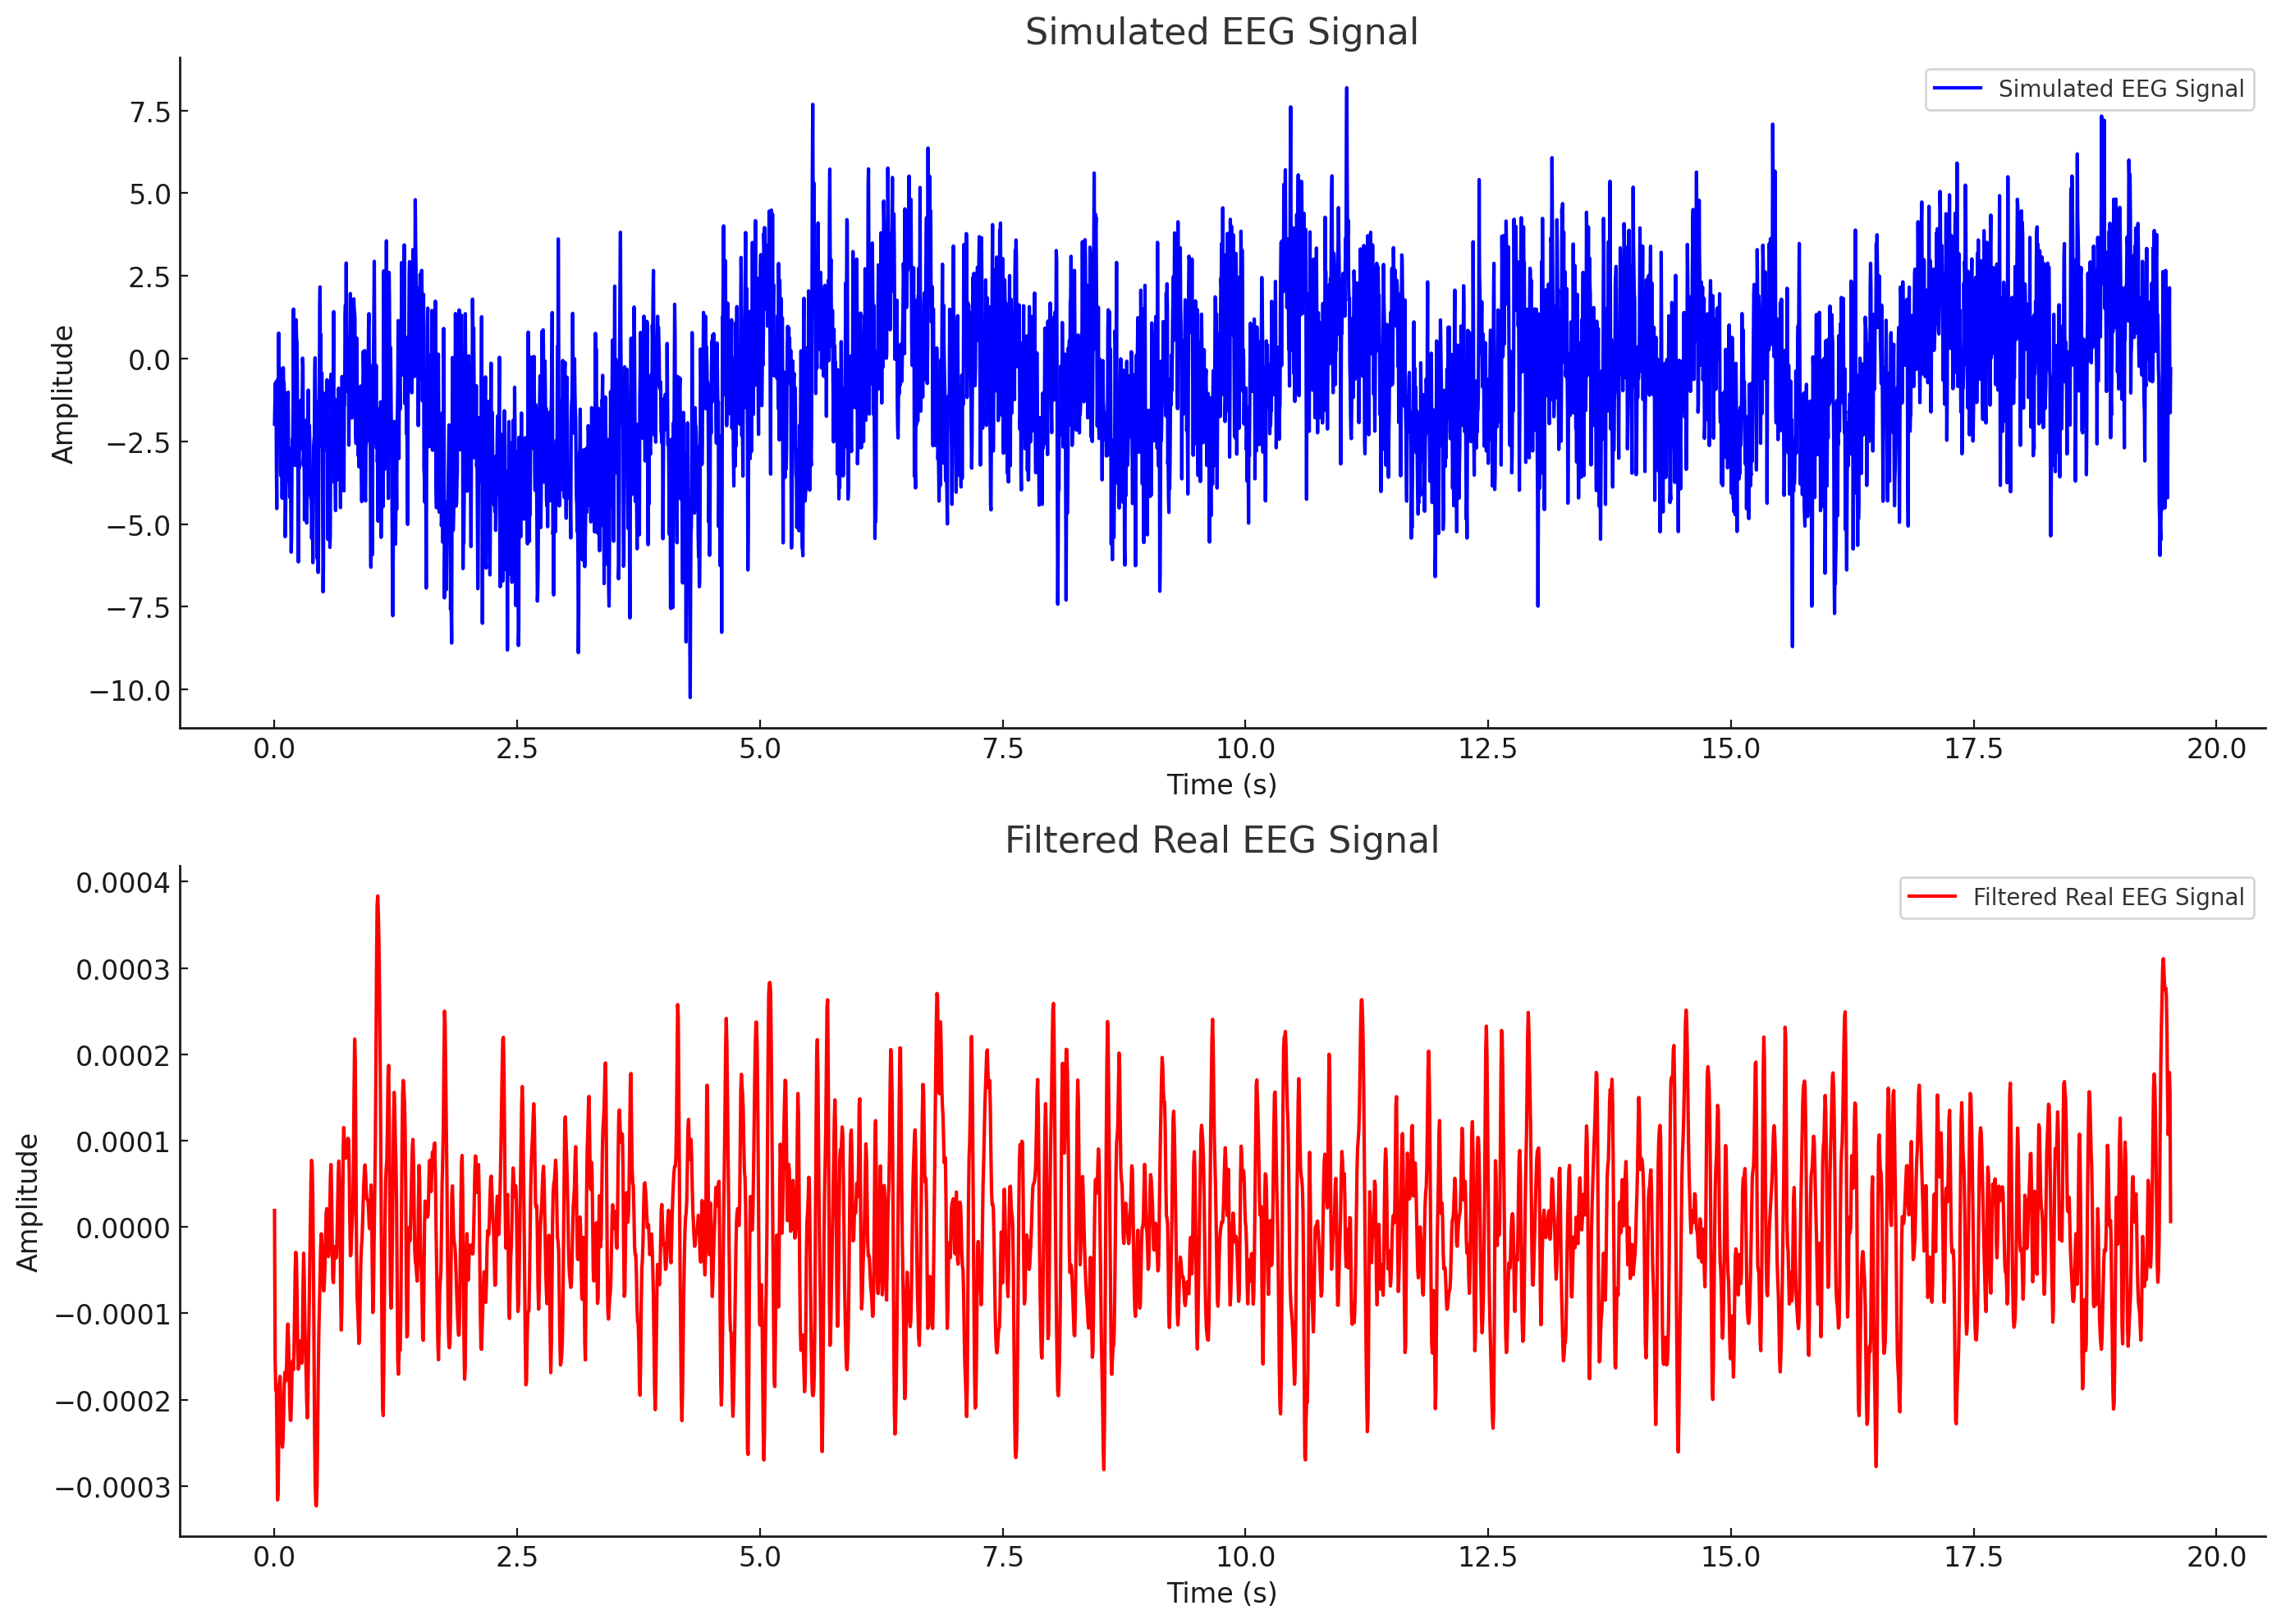 Simulated EEG Signal
Simulated EEG Signal
7.5
5.0
2.5
0.0
−2.5
−5.0
−7.5
−10.0
Amplitude
0.0 2.5 5.0 7.5 10.0 12.5 15.0 17.5 20.0
Time (s)
Filtered Real EEG Signal
Filtered Real EEG Signal
0.0004
0.0003
0.0002
0.0001
0.0000
−0.0001
−0.0002
−0.0003
Amplitude
0.0 2.5 5.0 7.5 10.0 12.5 15.0 17.5 20.0
Time (s)